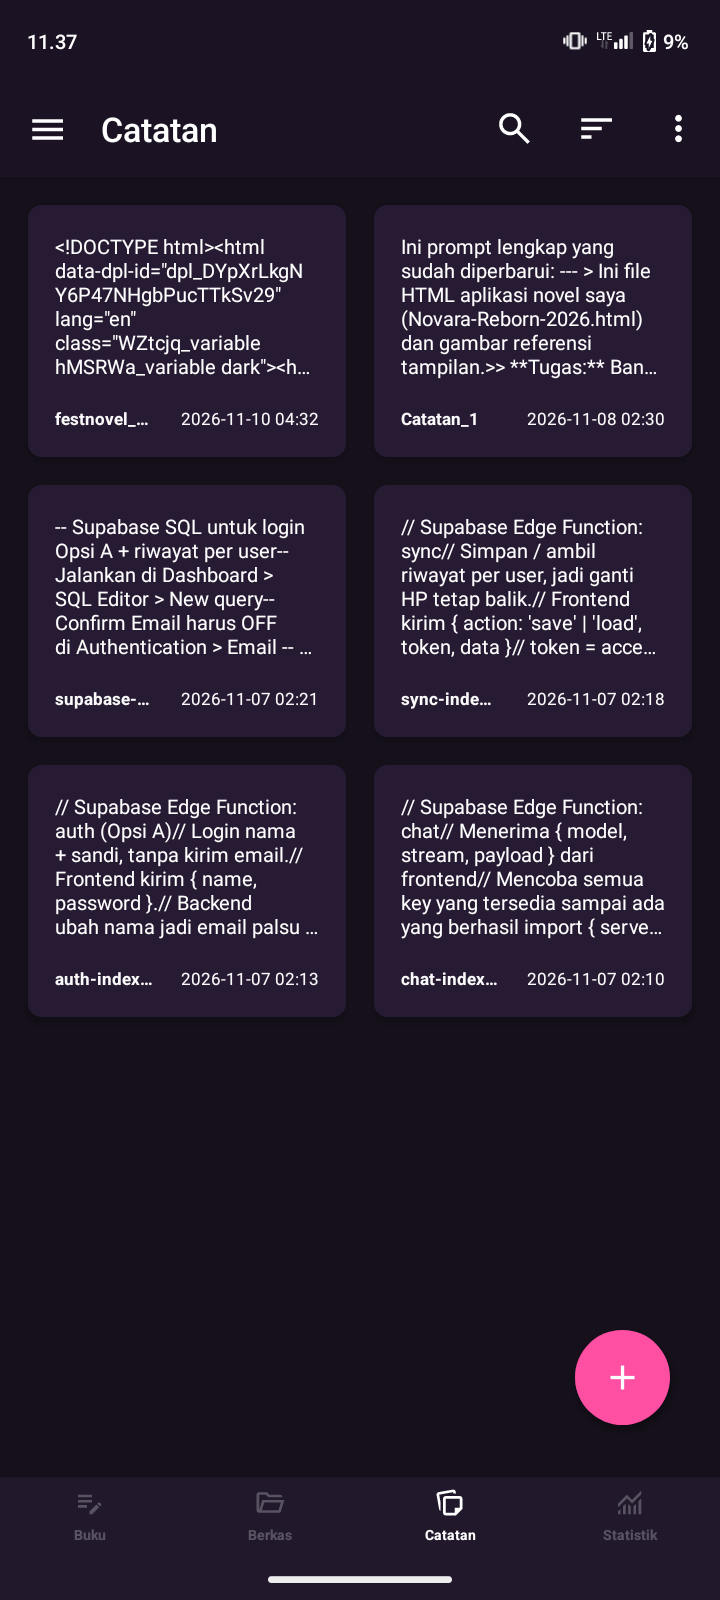 11.37
LTE
9%
Catatan
<!DOCTYPE html><html
data-dpl-id="dpl_DYpXrLkgN
Y6P47NHgbPucTTkSv29"
lang="en"
class="WZtcjq_variable
hMSRWa_variable dark"><h...
festnovel_... 2026-11-10 04:32
Ini prompt lengkap yang
sudah diperbarui: --- > Ini file
HTML aplikasi novel saya
(Novara-Reborn-2026.html)
dan gambar referensi
tampilan.>> **Tugas:** Ban...
Catatan_1 2026-11-08 02:30
-- Supabase SQL untuk login
Opsi A + riwayat per user--
Jalankan di Dashboard >
SQL Editor > New query--
Confirm Email harus OFF
di Authentication > Email -- ...
supabase-... 2026-11-07 02:21
// Supabase Edge Function:
sync// Simpan / ambil
riwayat per user, jadi ganti
HP tetap balik.// Frontend
kirim { action: 'save' | 'load',
token, data }// token = acce...
sync-inde... 2026-11-07 02:18
// Supabase Edge Function:
auth (Opsi A)// Login nama
+ sandi, tanpa kirim email.//
Frontend kirim { name,
password }.// Backend
ubah nama jadi email palsu ...
auth-index... 2026-11-07 02:13
// Supabase Edge Function:
chat// Menerima { model,
stream, payload } dari
frontend// Mencoba semua
key yang tersedia sampai ada
yang berhasil import { serve...
chat-index... 2026-11-07 02:10
Buku
Berkas
Catatan
Statistik